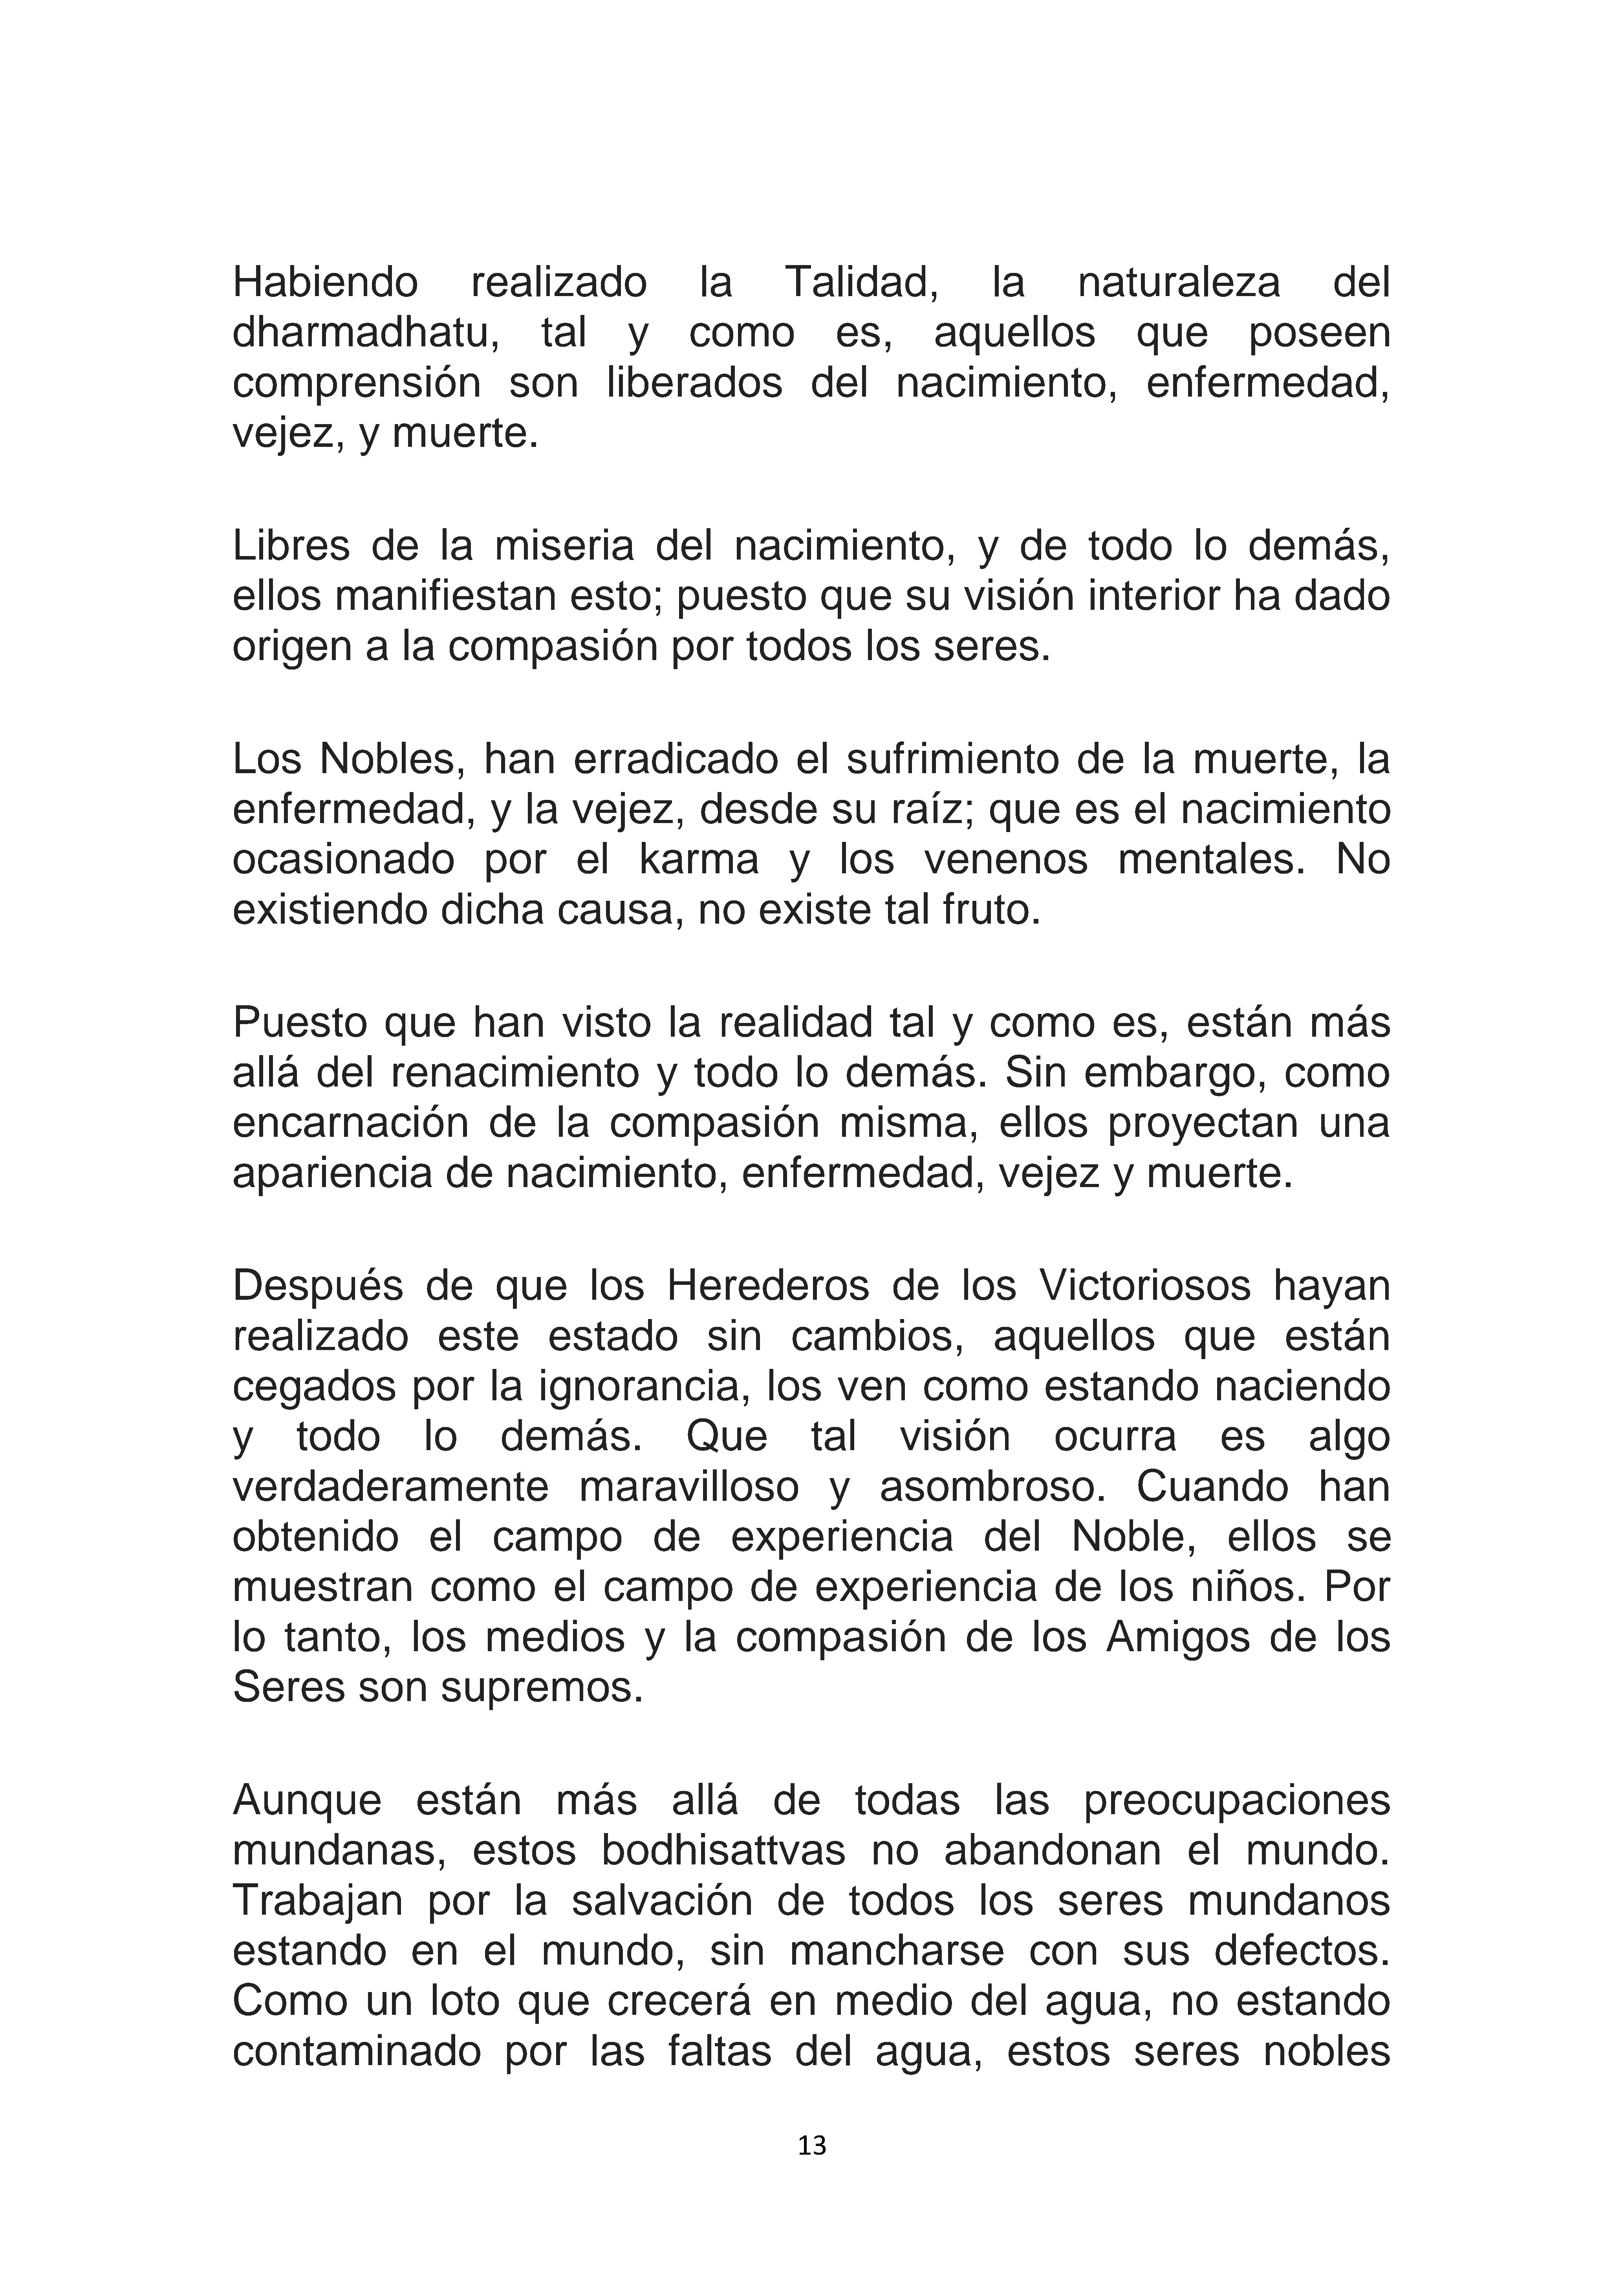 Habiendo realizado la Talidad, la naturaleza del
dharmadhatu, tal y como es, aquellos que poseen
comprensión son liberados del nacimiento, enfermedad,
vejez, y muerte.
Libres de la miseria del nacimiento, y de todo lo demás,
ellos manifiestan esto; puesto que su visión interior ha dado
origen a la compasión por todos los seres.
Los Nobles, han erradicado el sufrimiento de la muerte, la
enfermedad, y la vejez, desde su raíz; que es el nacimiento
ocasionado por el karma y los venenos mentales. No
existiendo dicha causa, no existe tal fruto.
Puesto que han visto la realidad tal y como es, están más
allá del renacimiento y todo lo demás. Sin embargo, como
encarnación de la compasión misma, ellos proyectan una
apariencia de nacimiento, enfermedad, vejez y muerte.
Después de que los Herederos de los Victoriosos hayan
realizado este estado sin cambios, aquellos que están
cegados por la ignorancia, los ven como estando naciendo
y todo lo demás. Que tal visión ocurra es algo
verdaderamente maravilloso y asombroso. Cuando han
obtenido el campo de experiencia del Noble, ellos se
muestran como el campo de experiencia de los niños. Por
lo tanto, los medios y la compasión de los Amigos de los
Seres son supremos.
Aunque están más allá de todas las preocupaciones
mundanas, estos bodhisattvas no abandonan el mundo.
Trabajan por la salvación de todos los seres mundanos
estando en el mundo, sin mancharse con sus defectos.
Como un loto que crecerá en medio del agua, no estando
contaminado por las faltas del agua, estos seres nobles
13